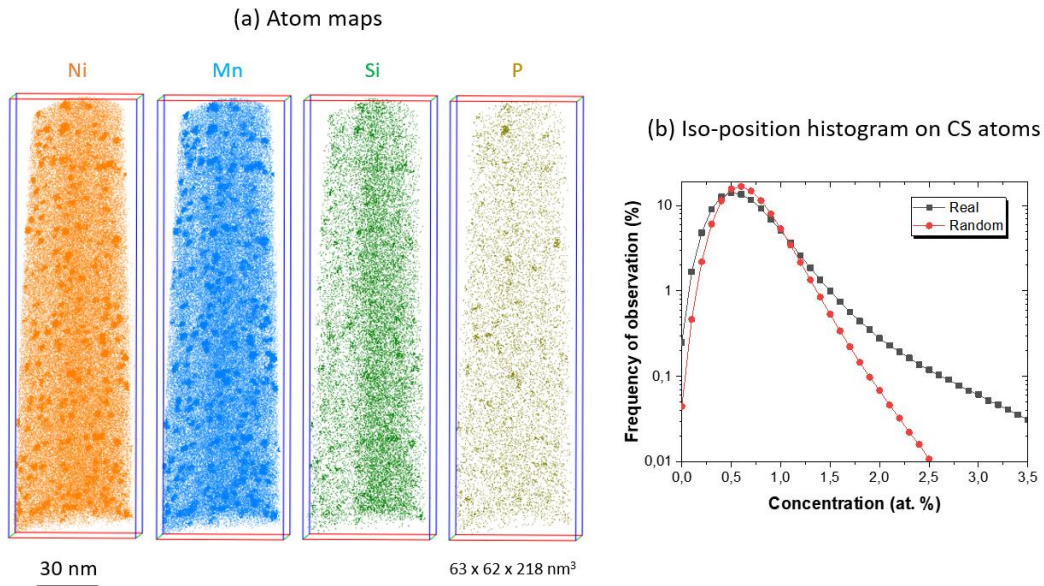 (a) Atom maps
Ni Mn Si P
30 nm
63 x 62 x 218 nm³
(b) Iso-position histogram on CS atoms
Frequency of observation (%)
10
1
0,1
0,01
Real
Random
0,0 0,5 1,0 1,5 2,0 2,5 3,0 3,5
Concentration (at. %)